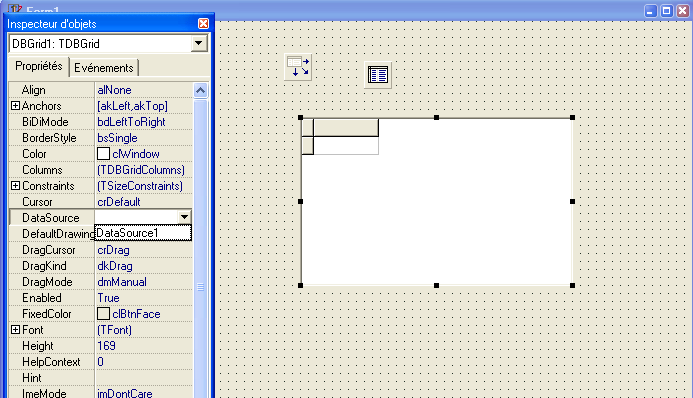 Form1
Inspecteur d'objets
DBGrid1: TDBGrid
Propriétés Evénements
Align alNone
Anchors [akLeft,akTop]
BiDiMode bdLeftToRight
BorderStyle bsSingle
Color clWindow
Columns (TDBGridColumns)
Constraints (TSizeConstraints)
Cursor crDefault
DataSource
DefaultDrawing DataSource1
DragCursor crDrag
DragKind dkDrag
DragMode dmManual
Enabled True
FixedColor clBtnFace
Font (TFont)
Height 169
HelpContext 0
Hint
ImeMode imDontCare